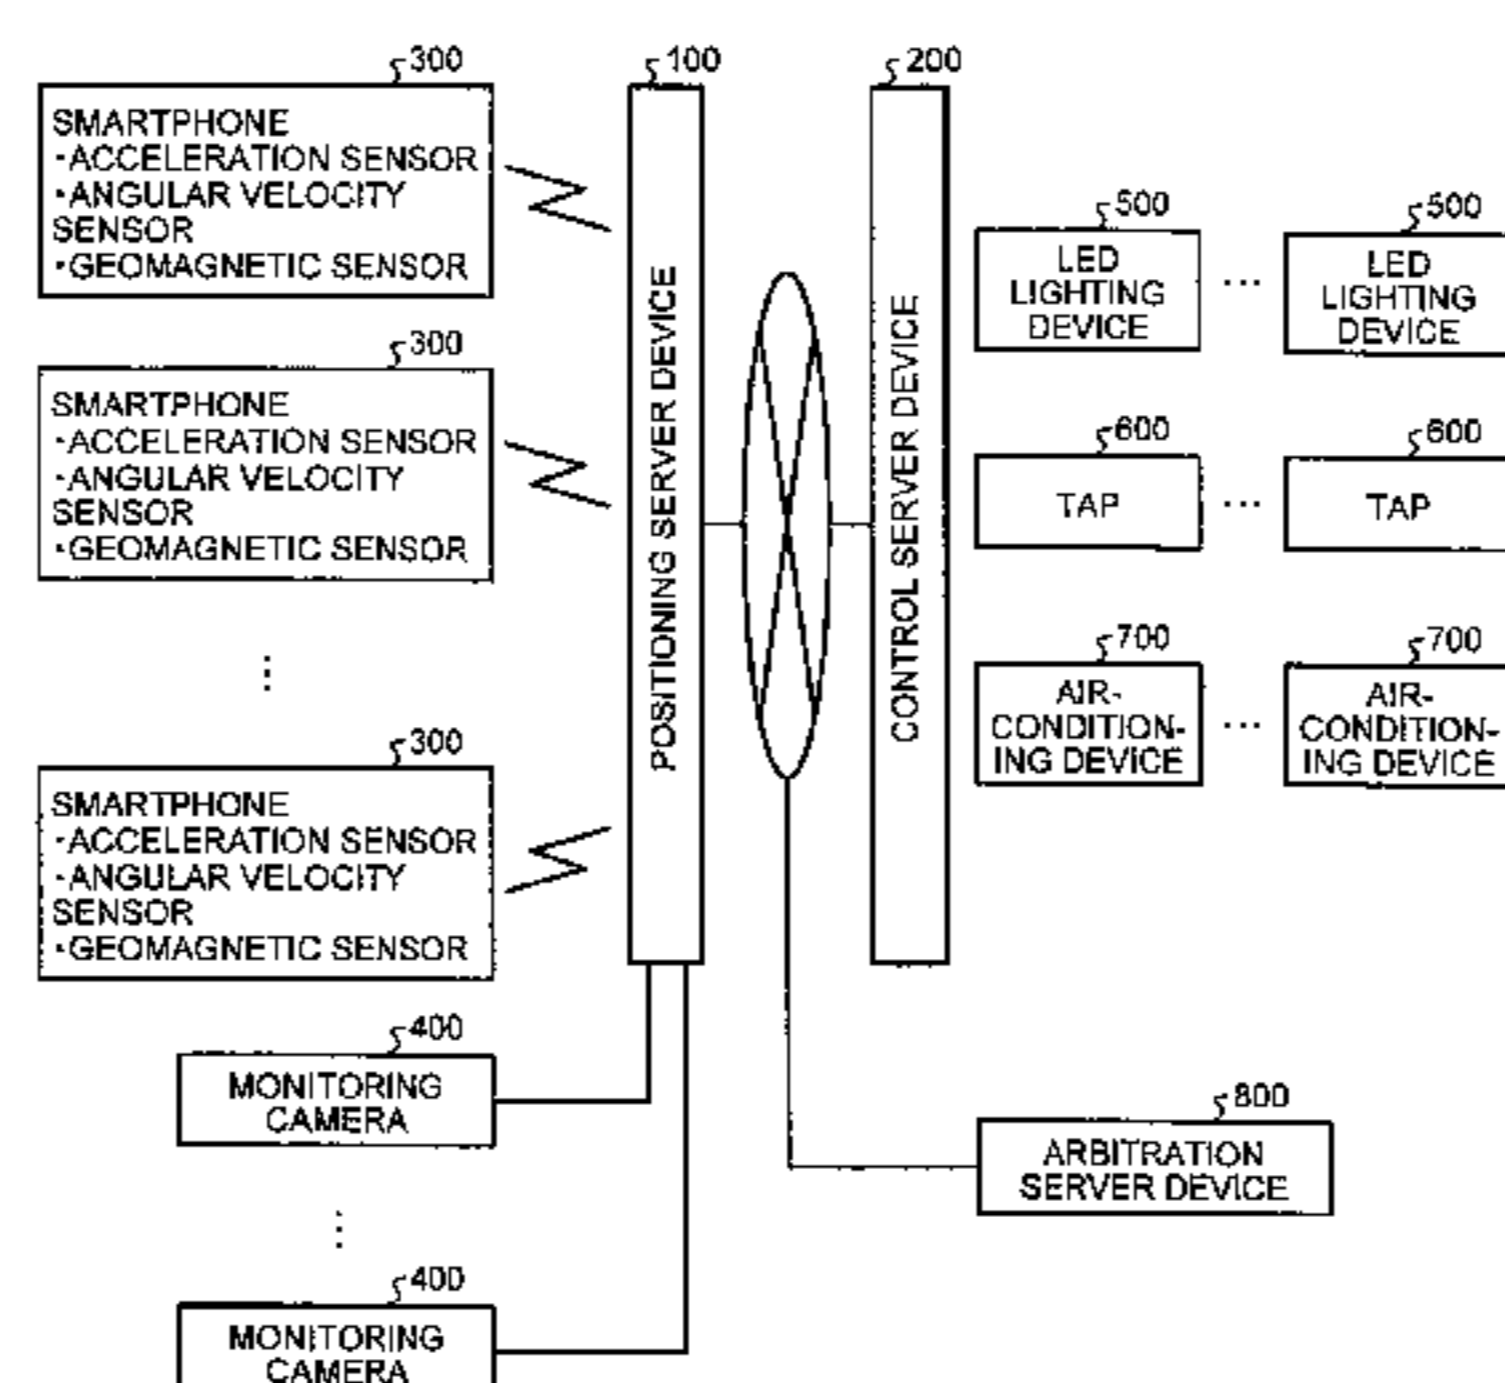 300
SMARTPHONE
·ACCELERATION SENSOR
·ANGULAR VELOCITY
SENSOR
·GEOMAGNETIC SENSOR
300
SMARTPHONE
·ACCELERATION SENSOR
·ANGULAR VELOCITY
SENSOR
·GEOMAGNETIC SENSOR
300
SMARTPHONE
·ACCELERATION SENSOR
·ANGULAR VELOCITY
SENSOR
·GEOMAGNETIC SENSOR
400
MONITORING
CAMERA
400
MONITORING
CAMERA
100
POSITIONING SERVER DEVICE
200
CONTROL SERVER DEVICE
500
LED
LIGHTING
DEVICE
500
LED
LIGHTING
DEVICE
600
TAP
600
TAP
700
AIR-
CONDITION-
ING DEVICE
700
AIR-
CONDITION-
ING DEVICE
800
ARBITRATION
SERVER DEVICE